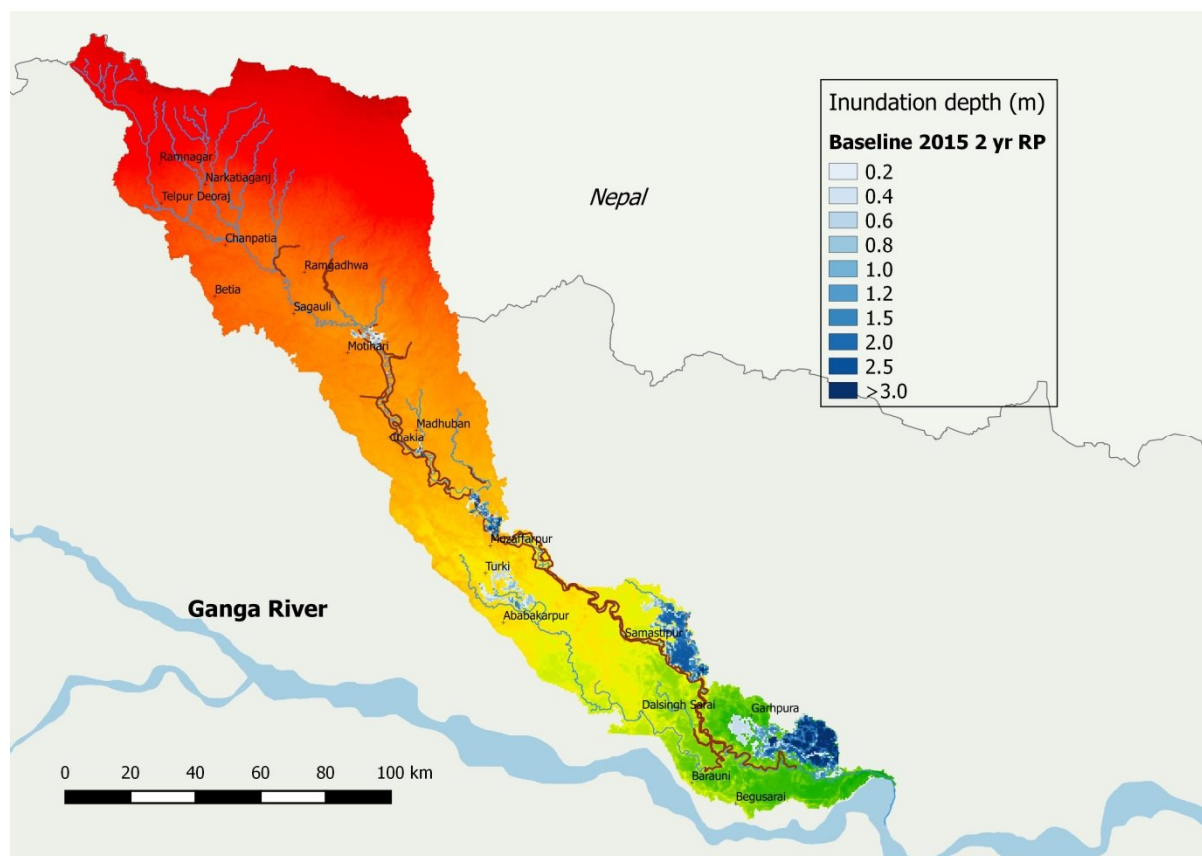 Inundation depth (m)
Baseline 2015 2 yr RP
0.2
0.4
0.6
0.8
1.0
1.2
1.5
2.0
2.5
>3.0
Nepal
Ramnagar
Narkatiaganj
Telpur Deoraj
Chanpatia
Ramgadhwa
Betia
Sagauli
Motihari
Madhuban
Chakia
Mozaffarpur
Turki
Ganga River
Ababakarpur
Samastipur
Dalsingh Sarai
Garhpura
0 20 40 60 80 100 km
Barauni
Begusarai